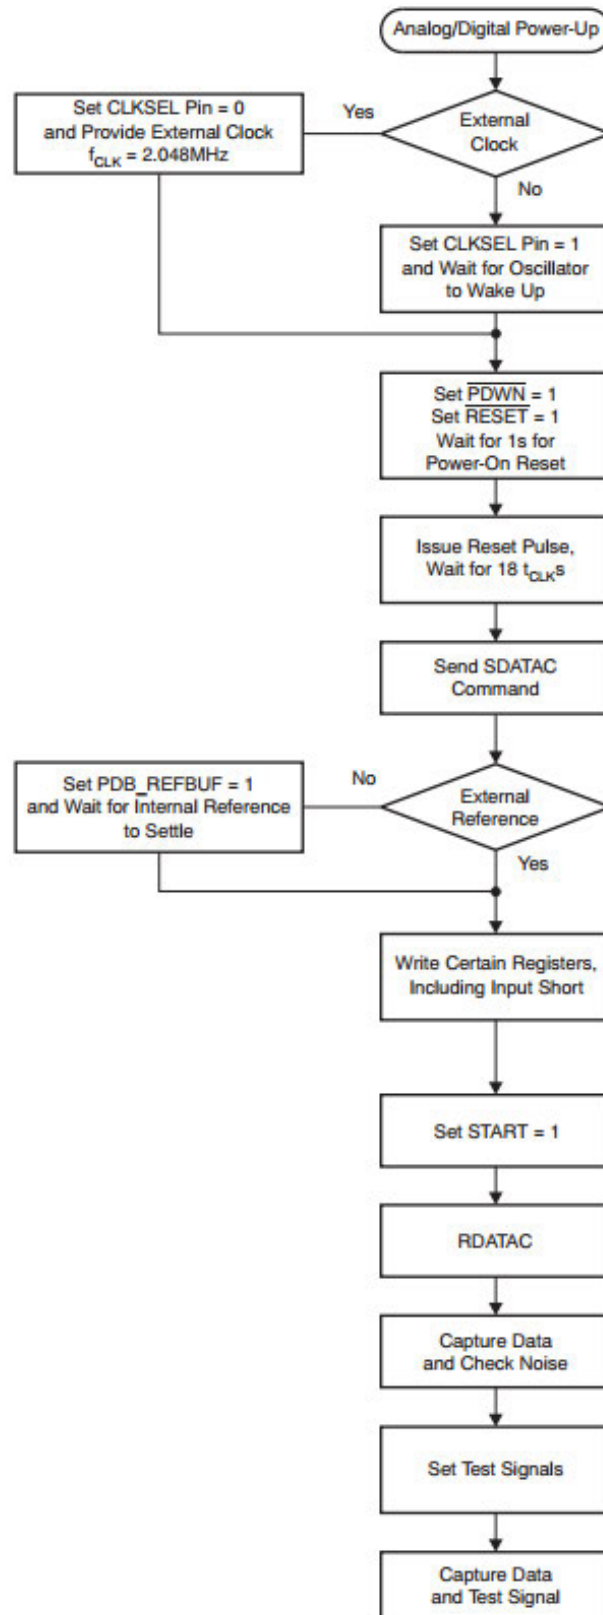 Analog/Digital Power-Up
External
Clock
Yes
Set CLKSEL Pin = 0
and Provide External Clock
fCLK = 2.048MHz
No
Set CLKSEL Pin = 1
and Wait for Oscillator
to Wake Up
Set PDWN = 1
Set RESET = 1
Wait for 1s for
Power-On Reset
Issue Reset Pulse,
Wait for 18 tCLKs
Send SDATAC
Command
External
Reference
No
Set PDB_REFBUF = 1
and Wait for Internal Reference
to Settle
Yes
Write Certain Registers,
Including Input Short
Set START = 1
RDATAC
Capture Data
and Check Noise
Set Test Signals
Capture Data
and Test Signal